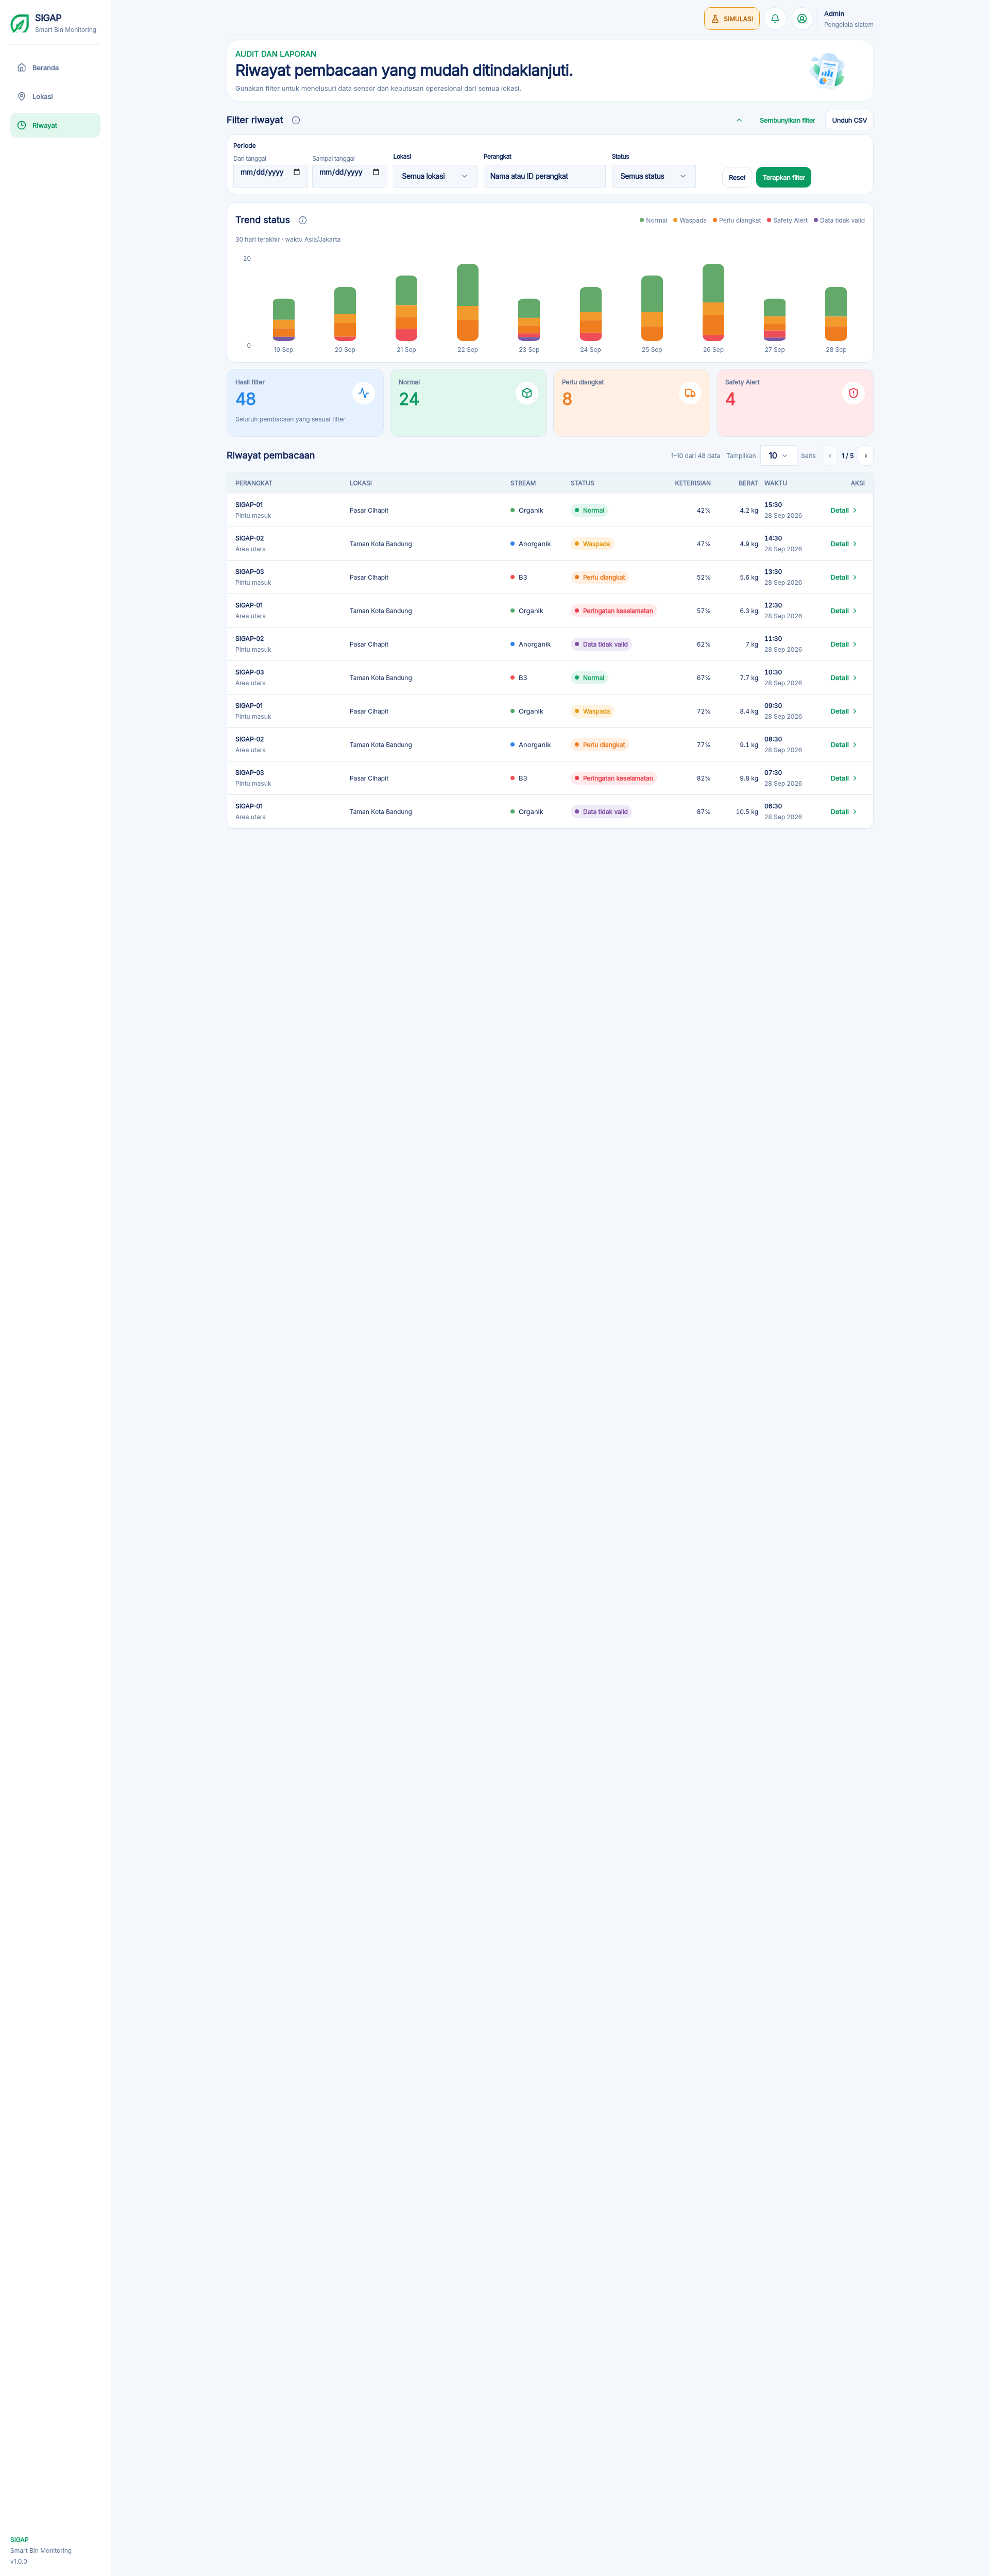 SIGAP
Smart Bin Monitoring
Beranda
Lokasi
Riwayat
SIMULASI
Admin
Pengelola sistem
AUDIT DAN LAPORAN
Riwayat pembacaan yang mudah ditindaklanjuti.
Gunakan filter untuk menelusuri data sensor dan keputusan operasional dari semua lokasi.
Filter riwayat
Sembunyikan filter
Unduh CSV
Periode
Dari tanggal
Sampai tanggal
Lokasi
Perangkat
Status
mm/dd/yyyy
mm/dd/yyyy
Semua lokasi
Nama atau ID perangkat
Semua status
Reset
Terapkan filter
Trend status
Normal Waspada Perlu diangkat Safety Alert Data tidak valid
30 hari terakhir · waktu Asia/Jakarta
20
0
19 Sep 20 Sep 21 Sep 22 Sep 23 Sep 24 Sep 25 Sep 26 Sep 27 Sep 28 Sep
Hasil filter
48
Seluruh pembacaan yang sesuai filter
Normal
24
Perlu diangkat
8
Safety Alert
4
Riwayat pembacaan
1–10 dari 48 data Tampilkan 10 baris ‹ 1 / 5 ›
PERANGKAT LOKASI STREAM STATUS KETERISIAN BERAT WAKTU AKSI
SIGAP-01 Pasar Cihapit Organik Normal 42% 4.2 kg 15:30 Detail
Pintu masuk 28 Sep 2026
SIGAP-02 Taman Kota Bandung Anorganik Waspada 47% 4.9 kg 14:30 Detail
Area utara 28 Sep 2026
SIGAP-03 Pasar Cihapit B3 Perlu diangkat 52% 5.6 kg 13:30 Detail
Pintu masuk 28 Sep 2026
SIGAP-01 Taman Kota Bandung Organik Peringatan keselamatan 57% 6.3 kg 12:30 Detail
Area utara 28 Sep 2026
SIGAP-02 Pasar Cihapit Anorganik Data tidak valid 62% 7 kg 11:30 Detail
Pintu masuk 28 Sep 2026
SIGAP-03 Taman Kota Bandung B3 Normal 67% 7.7 kg 10:30 Detail
Area utara 28 Sep 2026
SIGAP-01 Pasar Cihapit Organik Waspada 72% 8.4 kg 09:30 Detail
Pintu masuk 28 Sep 2026
SIGAP-02 Taman Kota Bandung Anorganik Perlu diangkat 77% 9.1 kg 08:30 Detail
Area utara 28 Sep 2026
SIGAP-03 Pasar Cihapit B3 Peringatan keselamatan 82% 9.8 kg 07:30 Detail
Pintu masuk 28 Sep 2026
SIGAP-01 Taman Kota Bandung Organik Data tidak valid 87% 10.5 kg 06:30 Detail
Area utara 28 Sep 2026
SIGAP
Smart Bin Monitoring
v1.0.0